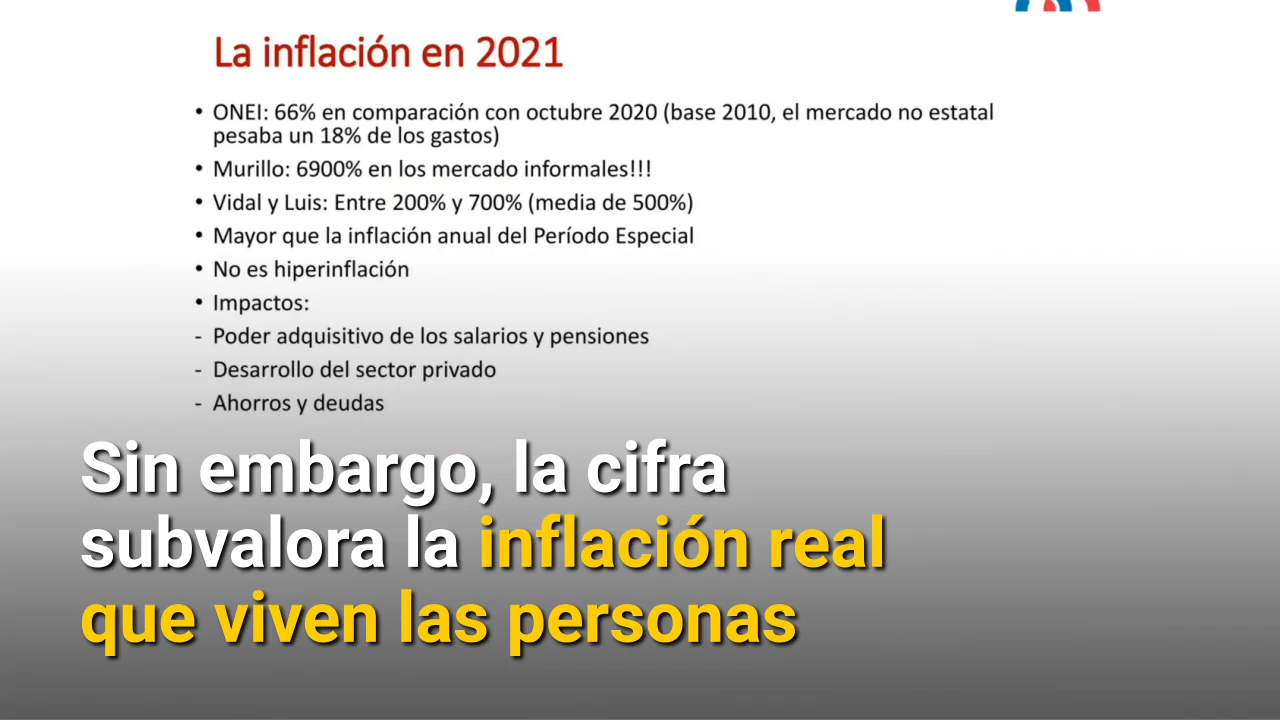 La inflación en 2021
• ONEI: 66% en comparación con octubre 2020 (base 2010, el mercado no estatal
pesaba un 18% de los gastos)
• Murillo: 6900% en los mercado informales!!!
• Vidal y Luis: Entre 200% y 700% (media de 500%)
• Mayor que la inflación anual del Período Especial
• No es hiperinflación
• Impactos:
- Poder adquisitivo de los salarios y pensiones
- Desarrollo del sector privado
- Ahorros y deudas
Sin embargo, la cifra
subvalora la inflación real
que viven las personas